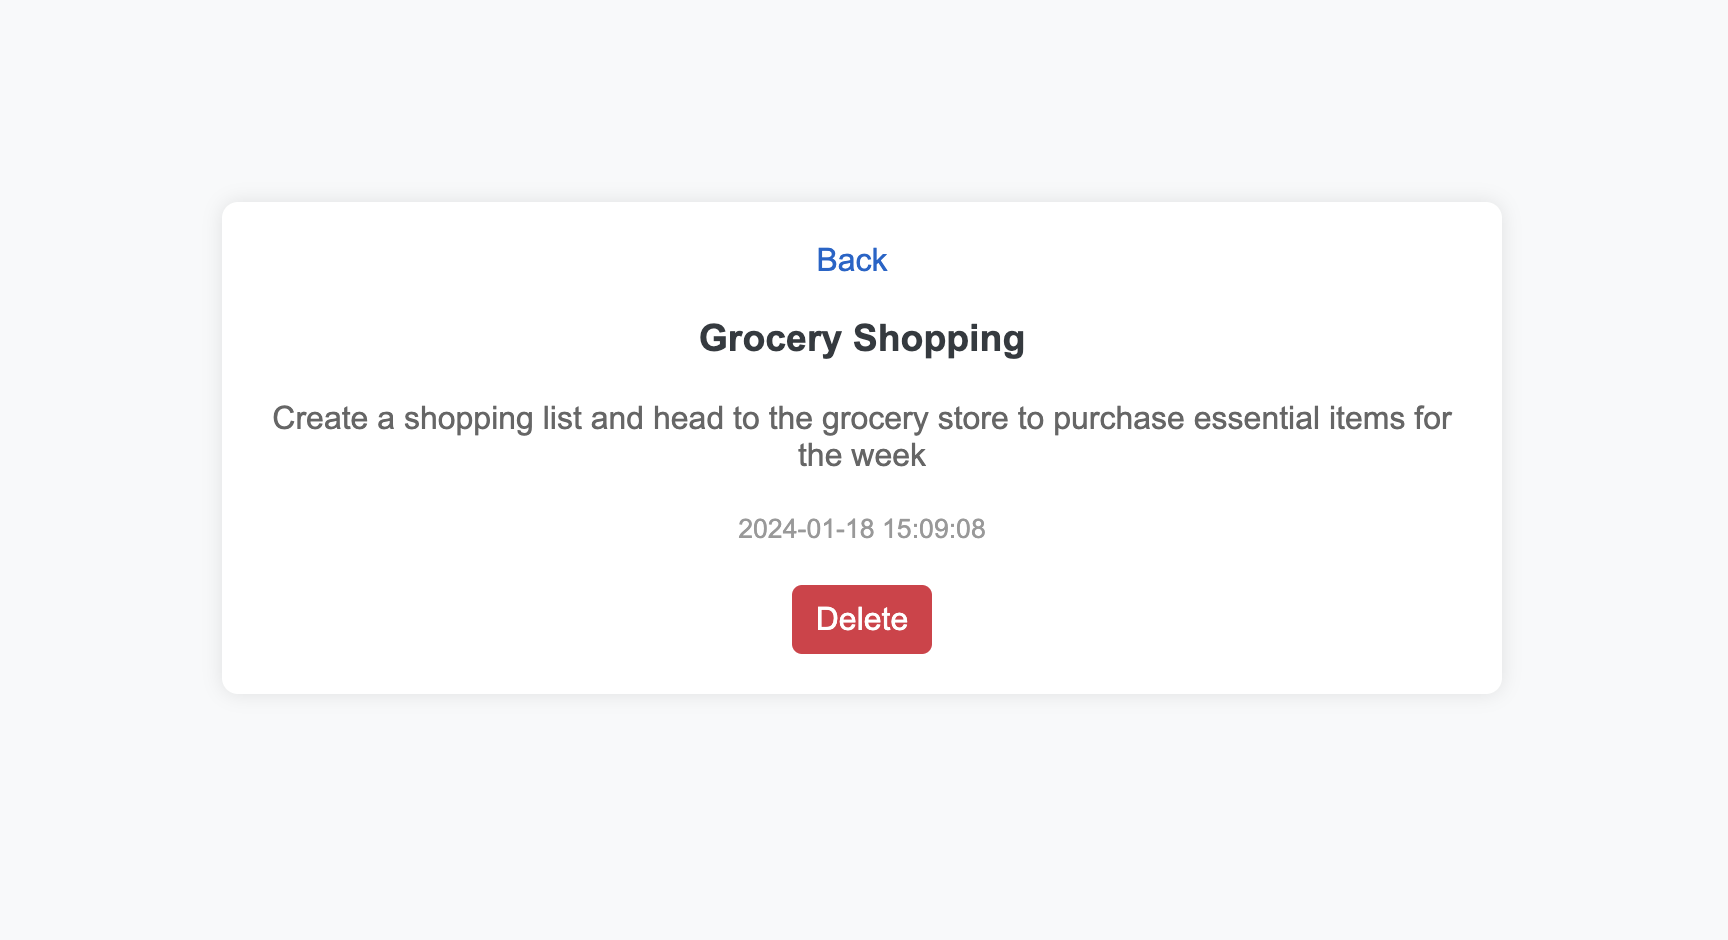 Back
Grocery Shopping
Create a shopping list and head to the grocery store to purchase essential items for
the week
2024-01-18 15:09:08
Delete